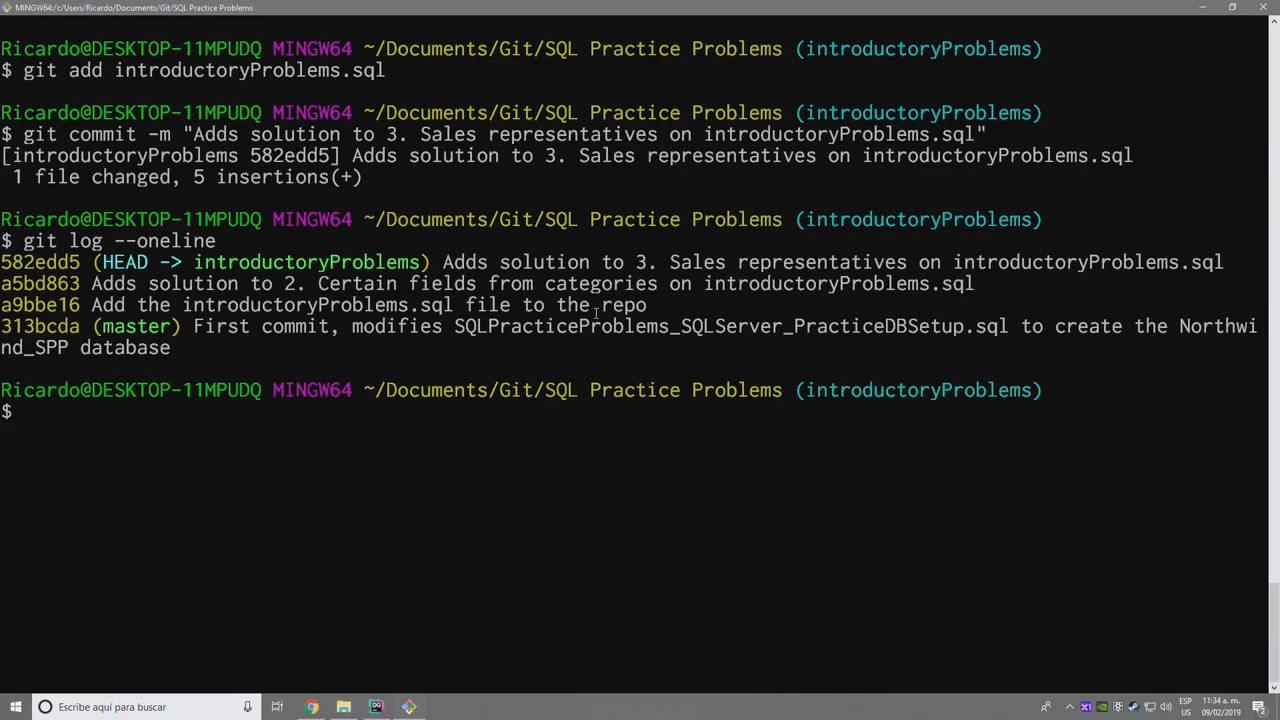 MINGW64:/c/Users/Ricardo/Documents/Git/SQL Practice Problems
Ricardo@DESKTOP-11MPUDQ MINGW64 ~/Documents/Git/SQL Practice Problems (introductoryProblems)
$ git add introductoryProblems.sql
Ricardo@DESKTOP-11MPUDQ MINGW64 ~/Documents/Git/SQL Practice Problems (introductoryProblems)
$ git commit -m "Adds solution to 3. Sales representatives on introductoryProblems.sql"
[introductoryProblems 582edd5] Adds solution to 3. Sales representatives on introductoryProblems.sql
1 file changed, 5 insertions(+)
Ricardo@DESKTOP-11MPUDQ MINGW64 ~/Documents/Git/SQL Practice Problems (introductoryProblems)
$ git log --oneline
582edd5 (HEAD -> introductoryProblems) Adds solution to 3. Sales representatives on introductoryProblems.sql
a5bd863 Adds solution to 2. Certain fields from categories on introductoryProblems.sql
a9bbe16 Add the introductoryProblems.sql file to the repo
313bcda (master) First commit, modifies SQLPracticeProblems_SQLServer_PracticeDBSetup.sql to create the Northwi
nd_SPP database
Ricardo@DESKTOP-11MPUDQ MINGW64 ~/Documents/Git/SQL Practice Problems (introductoryProblems)
$
Escribe aquí para buscar
DG
X1
ESP
US
11:34 a. m.
09/02/2019
2